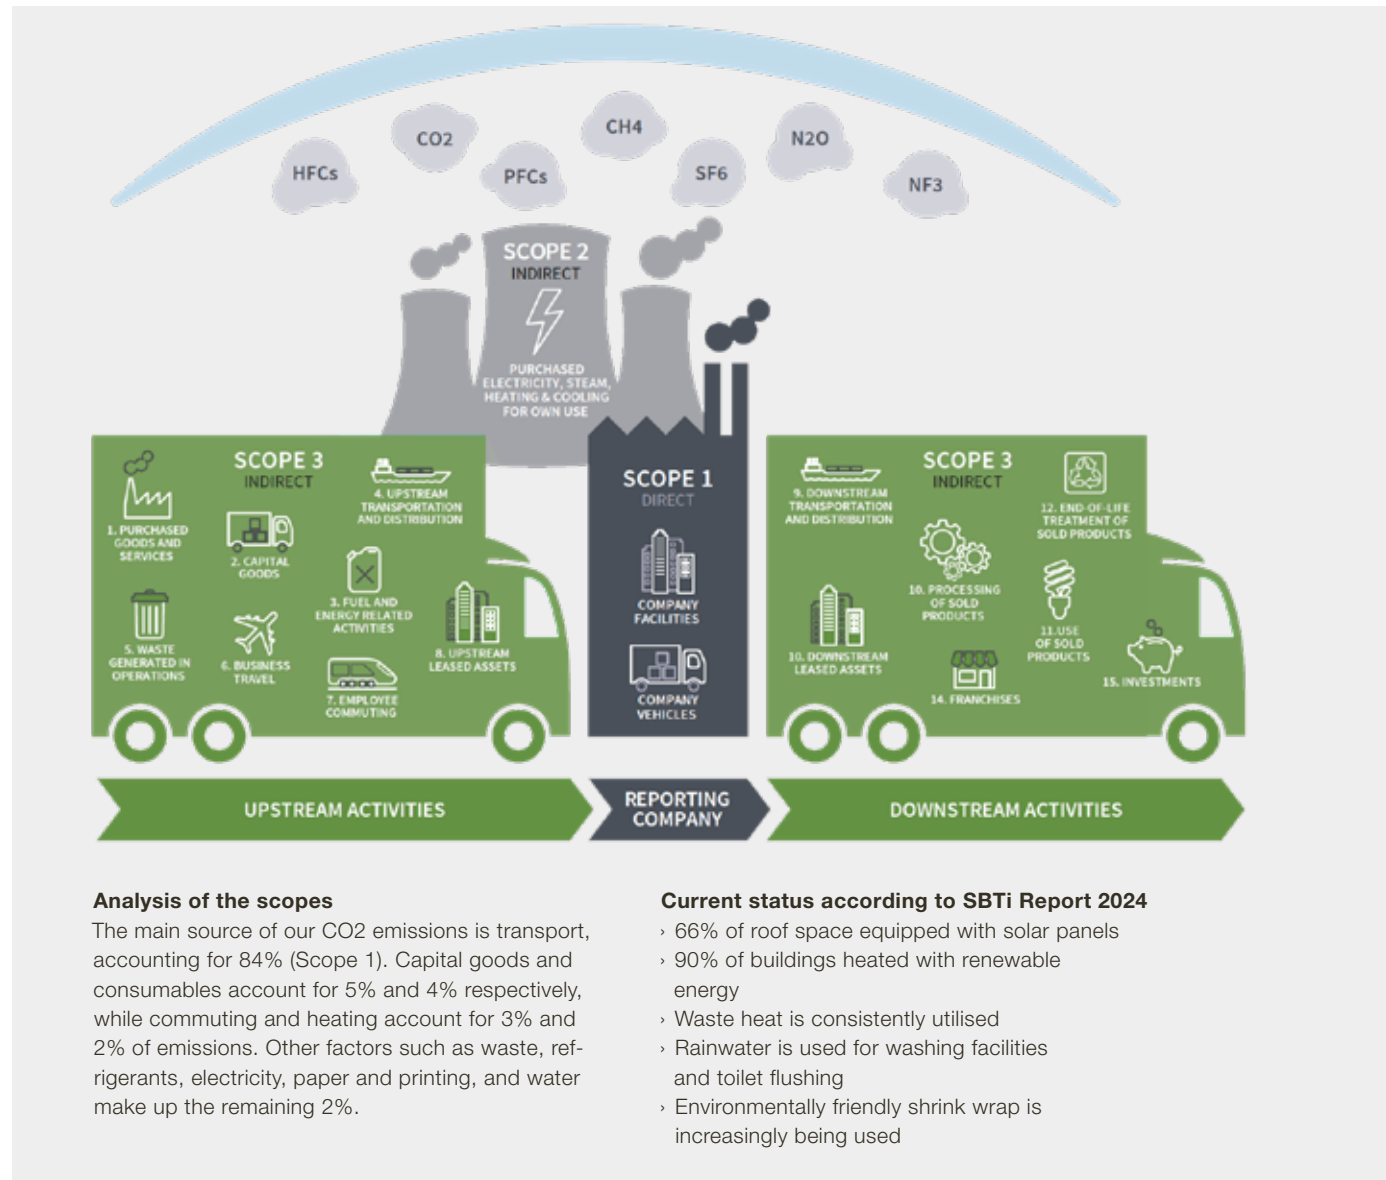 HFCs
CO2
PFCs
CH4
SF6
N2O
NF3
SCOPE 2
INDIRECT
PURCHASED
ELECTRICITY, STEAM,
HEATING & COOLING
FOR OWN USE
SCOPE 3
INDIRECT
1. PURCHASED
GOODS AND
SERVICES
2. CAPITAL
GOODS
3. FUEL AND
ENERGY RELATED
ACTIVITIES
4. UPSTREAM
TRANSPORTATION
AND DISTRIBUTION
5. WASTE
GENERATED IN
OPERATIONS
6. BUSINESS
TRAVEL
7. EMPLOYEE
COMMUTING
8. UPSTREAM
LEASED ASSETS
SCOPE 1
DIRECT
COMPANY
FACILITIES
COMPANY
VEHICLES
SCOPE 3
INDIRECT
9. DOWNSTREAM
TRANSPORTATION
AND DISTRIBUTION
10. PROCESSING
OF SOLD
PRODUCTS
11.USE
OF SOLD
PRODUCTS
12. END-OF-LIFE
TREATMENT OF
SOLD PRODUCTS
10. DOWNSTREAM
LEASED ASSETS
14. FRANCHISES
15. INVESTMENTS
UPSTREAM ACTIVITIES
REPORTING
COMPANY
DOWNSTREAM ACTIVITIES
Analysis of the scopes
The main source of our CO2 emissions is transport,
accounting for 84% (Scope 1). Capital goods and
consumables account for 5% and 4% respectively,
while commuting and heating account for 3% and
2% of emissions. Other factors such as waste, ref-
rigerants, electricity, paper and printing, and water
make up the remaining 2%.
Current status according to SBTi Report 2024
› 66% of roof space equipped with solar panels
› 90% of buildings heated with renewable
energy
› Waste heat is consistently utilised
› Rainwater is used for washing facilities
and toilet flushing
› Environmentally friendly shrink wrap is
increasingly being used